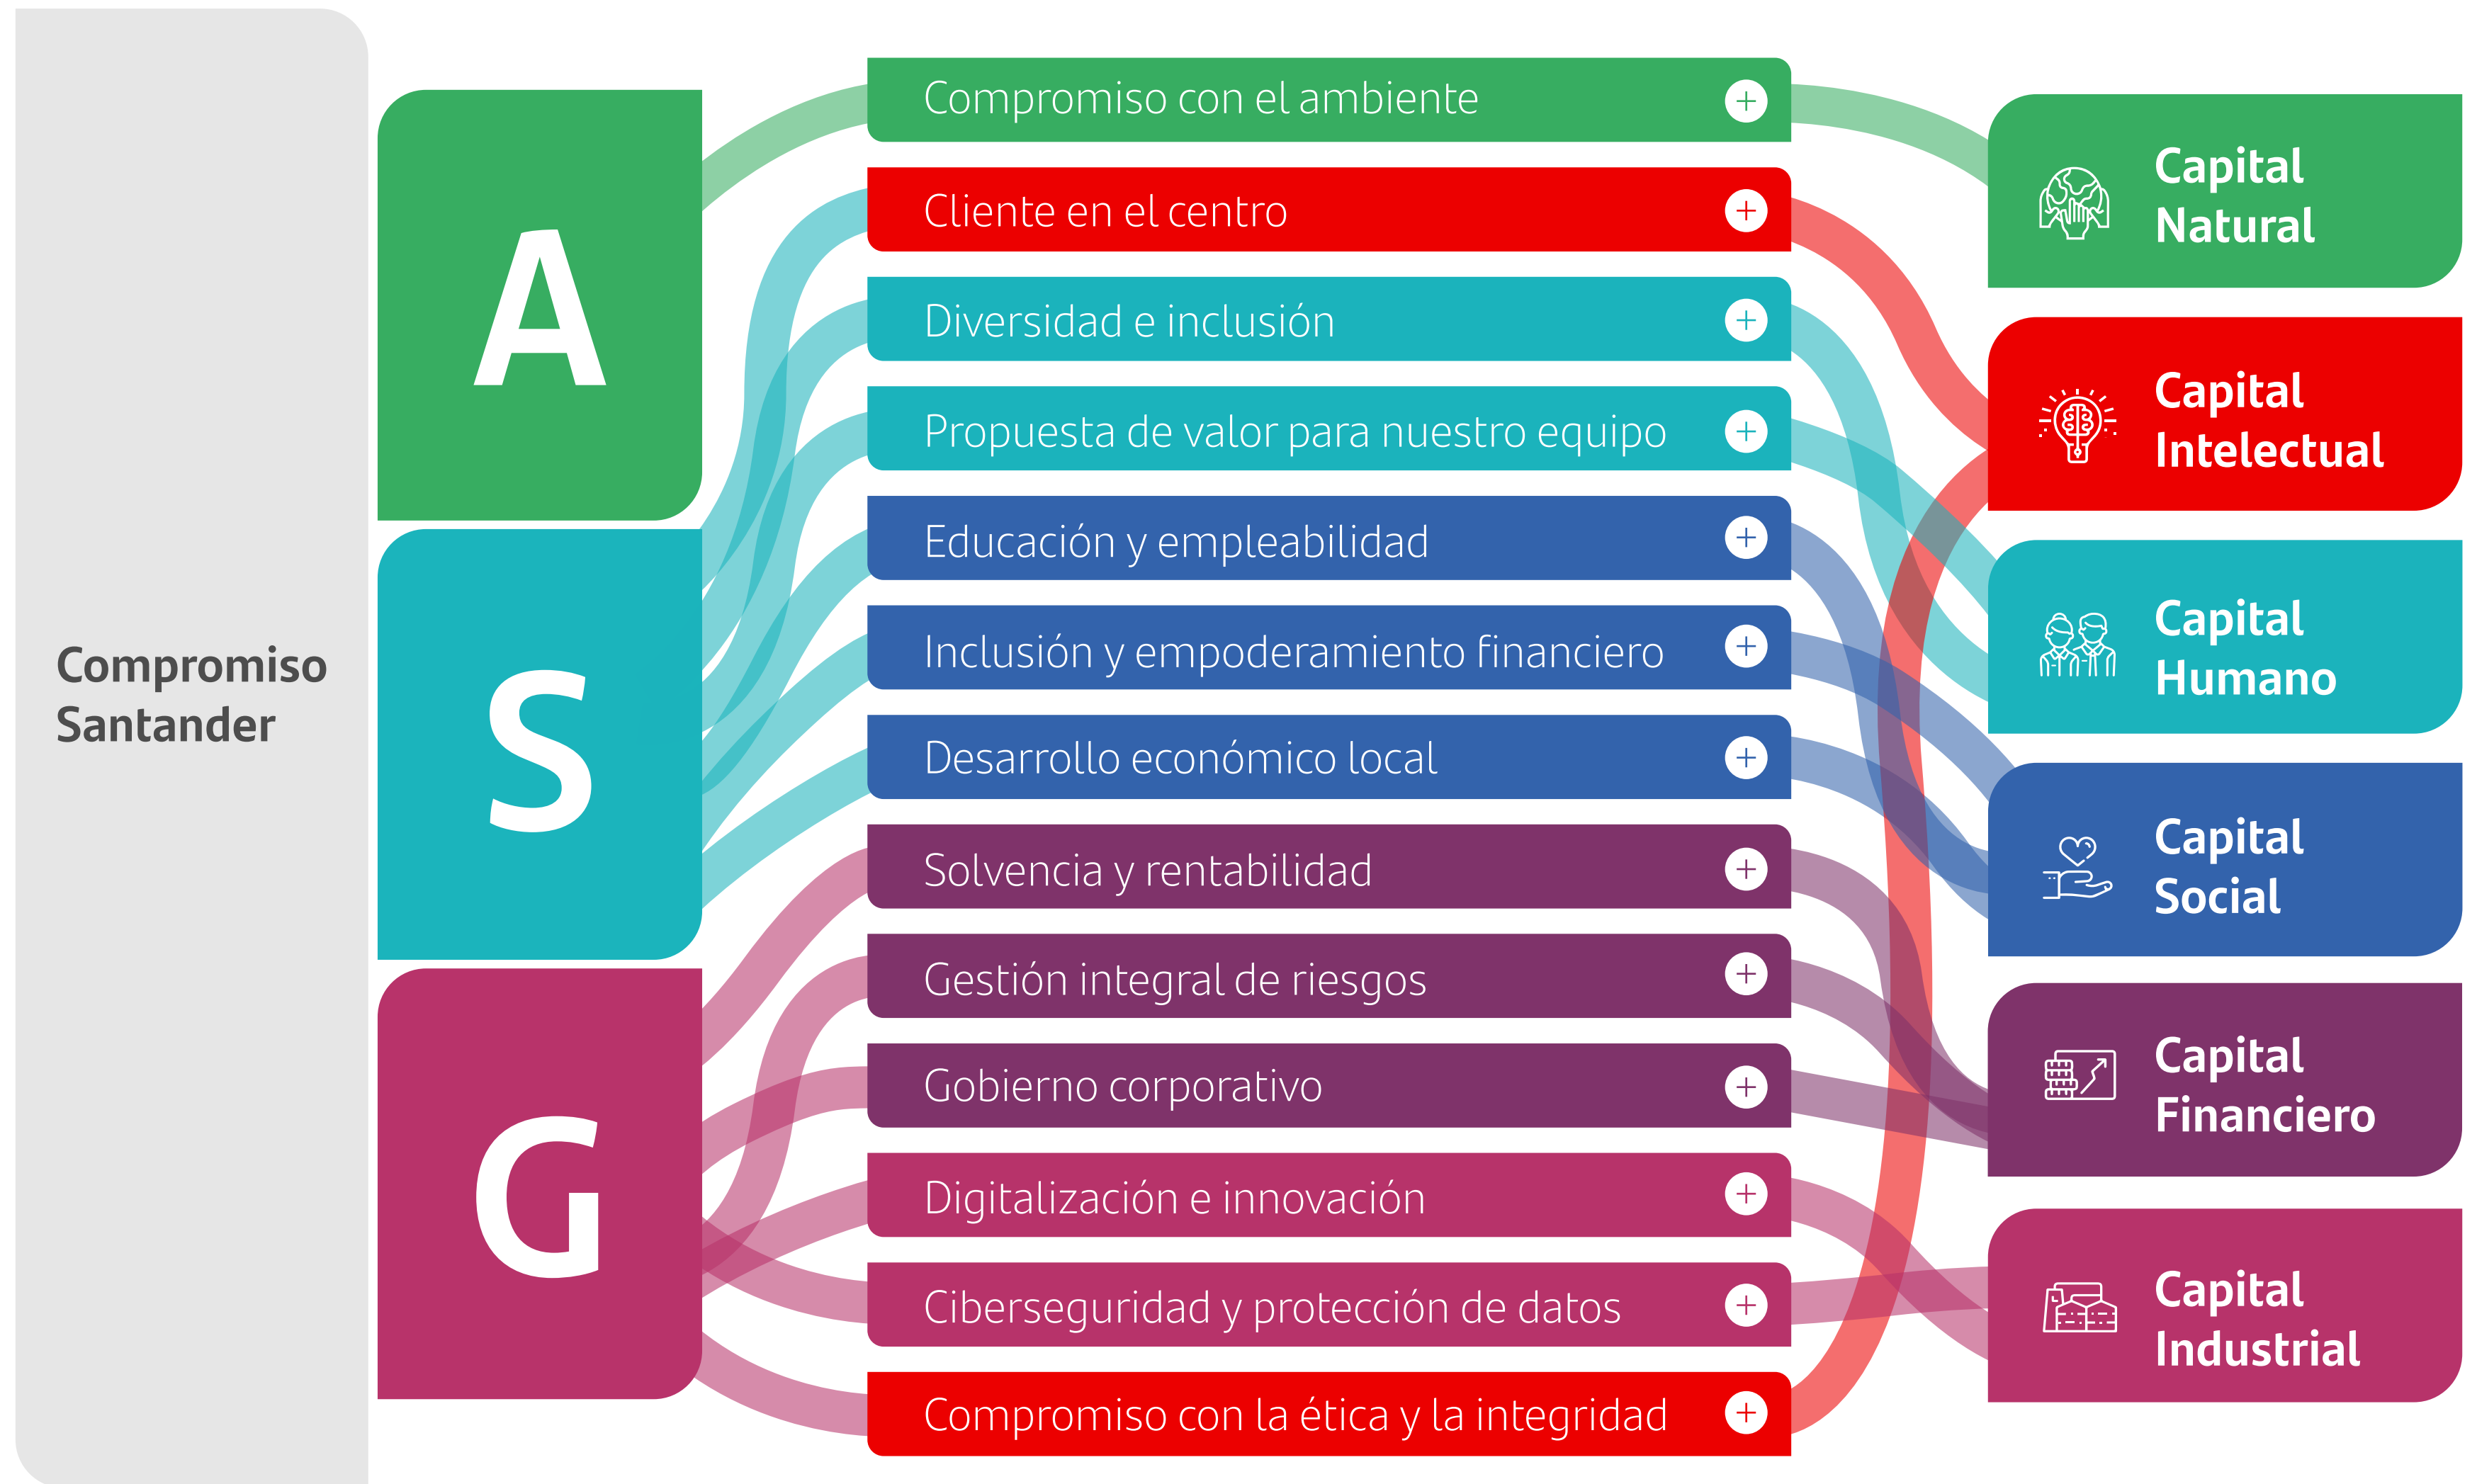 Compromiso
Santander
A
S
G
Compromiso con el ambiente
Cliente en el centro
Diversidad e inclusión
Propuesta de valor para nuestro equipo
Educación y empleabilidad
Inclusión y empoderamiento financiero
Desarrollo económico local
Solvencia y rentabilidad
Gestión integral de riesgos
Gobierno corporativo
Digitalización e innovación
Ciberseguridad y protección de datos
Compromiso con la ética y la integridad
Capital
Natural
Capital
Intelectual
Capital
Humano
Capital
Social
Capital
Financiero
Capital
Industrial